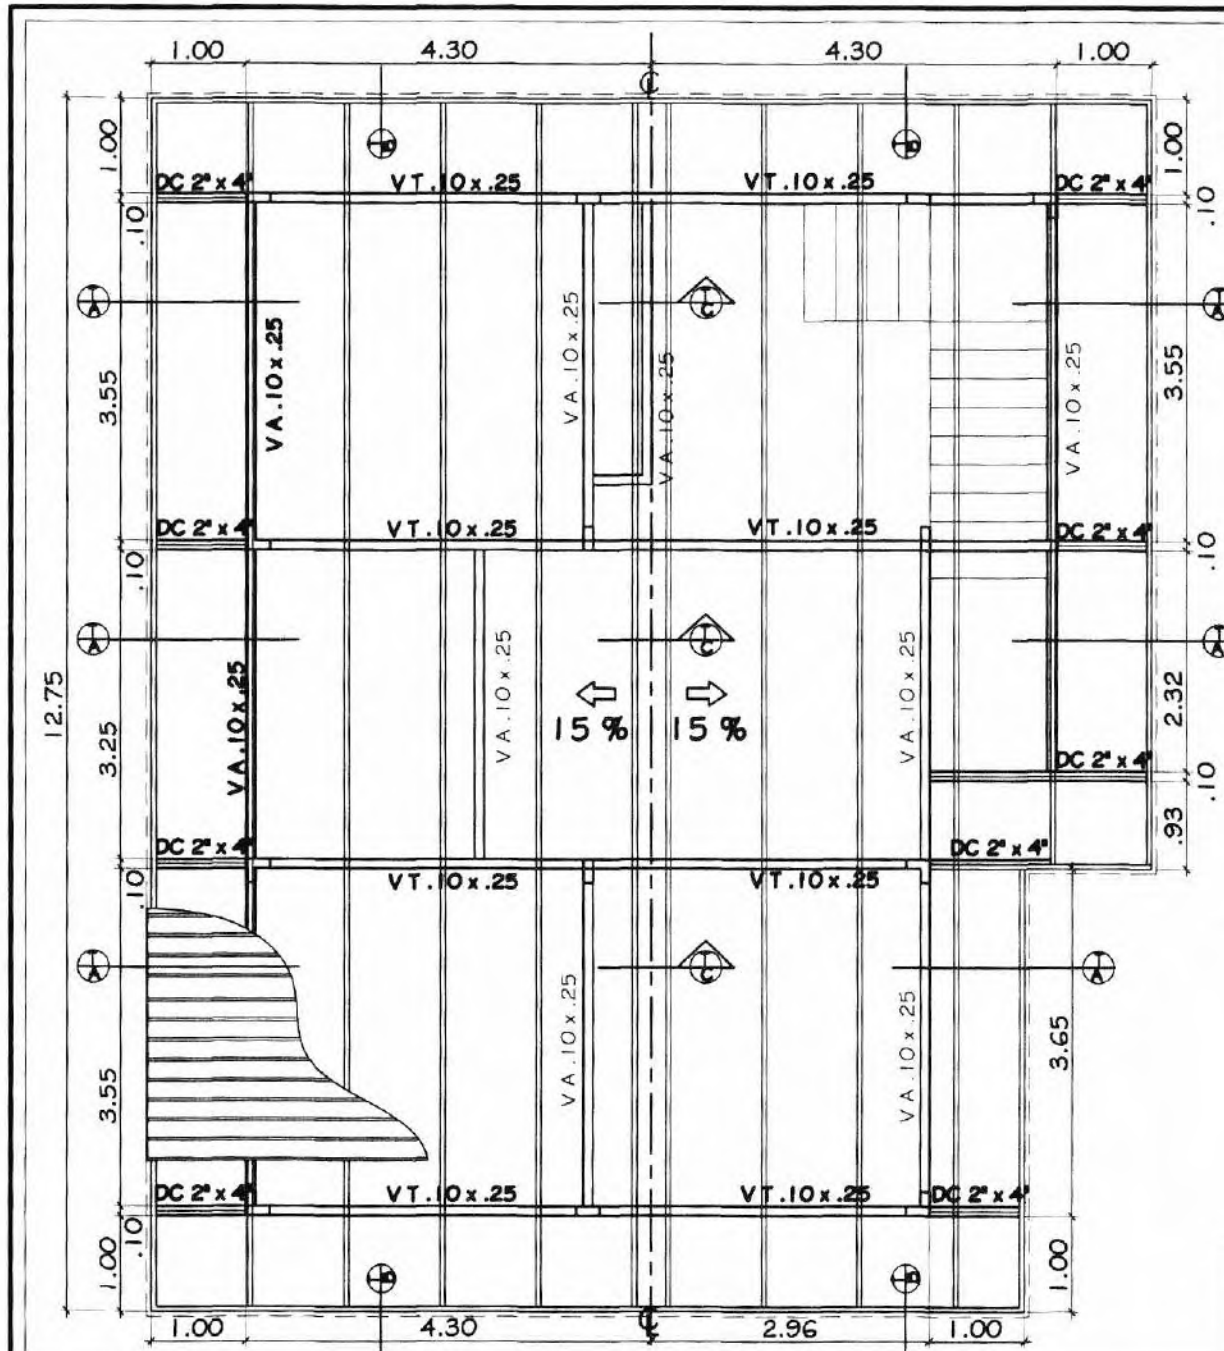 1.00 4.30 4.30 1.00
℄
1.00 1.00
DC 2" x 4" VT .10 x .25 VT .10 x .25 DC 2" x 4"
.10 .10
T A T C T A
3.55 VA .10 x .25 VA .10 x .25 VA .10 x .25 VA .10 x .25 3.55
DC 2" x 4" VT .10 x .25 VT .10 x .25 DC 2" x 4"
.10 .10
T A T C T A
12.75 3.25 VA .10 x .25 VA .10 x .25 VA .10 x .25 2.32
15 % 15 %
DC 2" x 4"
.10
.93
DC 2" x 4" DC 2" x 4"
VT .10 x .25 VT .10 x .25
.10
T A T C T A
3.55 VA .10 x .25 VA .10 x .25 3.65
DC 2" x 4" VT .10 x .25 VT .10 x .25 DC 2" x 4"
.10
1.00 1.00
℄
1.00 4.30 2.96 1.00